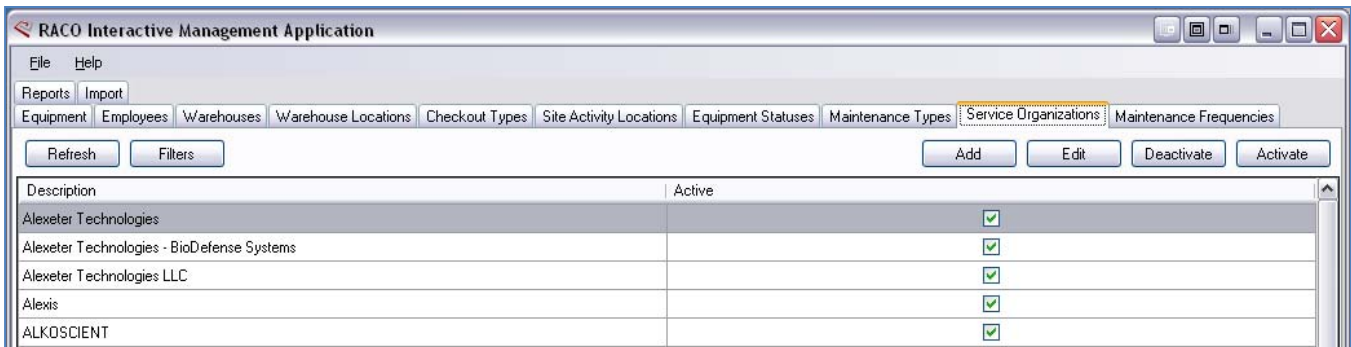 RACO Interactive Management Application
File Help
Reports Import
Equipment Employees Warehouses Warehouse Locations Checkout Types Site Activity Locations Equipment Statuses Maintenance Types Service Organizations Maintenance Frequencies
Refresh Filters Add Edit Deactivate Activate
Description Active
Alexeter Technologies
Alexeter Technologies - BioDefense Systems
Alexeter Technologies LLC
Alexis
ALKOSCIENT